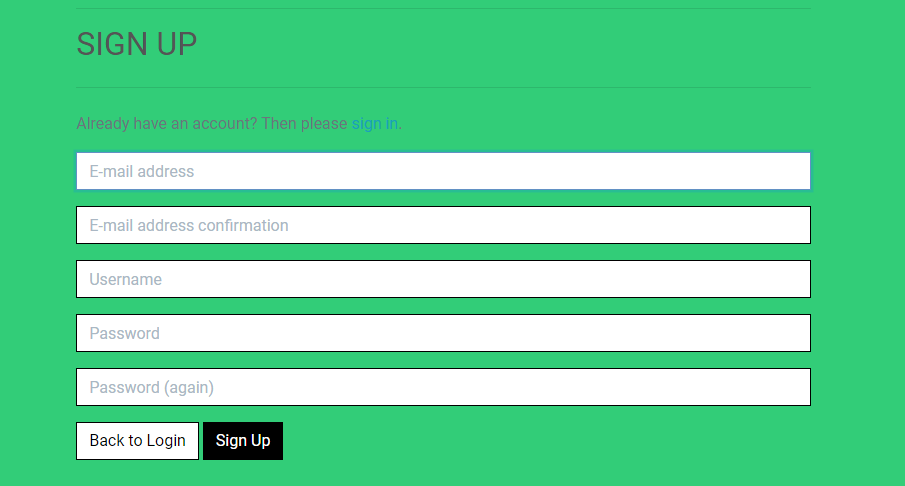 SIGN UP
Already have an account? Then please sign in.
E-mail address
E-mail address confirmation
Username
Password
Password (again)
Back to Login Sign Up